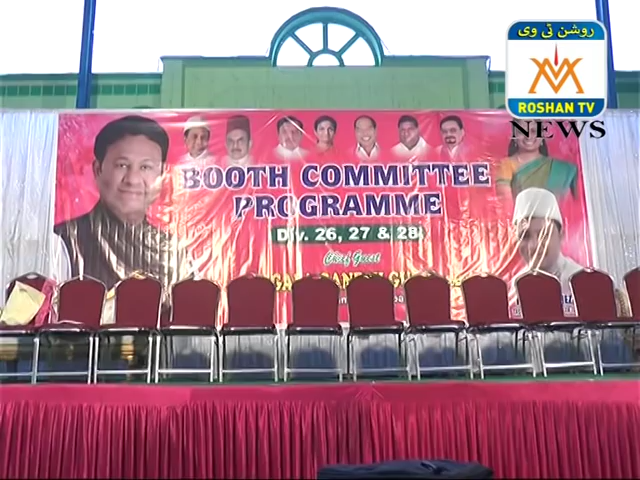 روشن ٹی وی
ROSHAN TV
NEWS
BOOTH COMMITTEE
PROGRAMME
Div. 26, 27 & 28
Chief Guest